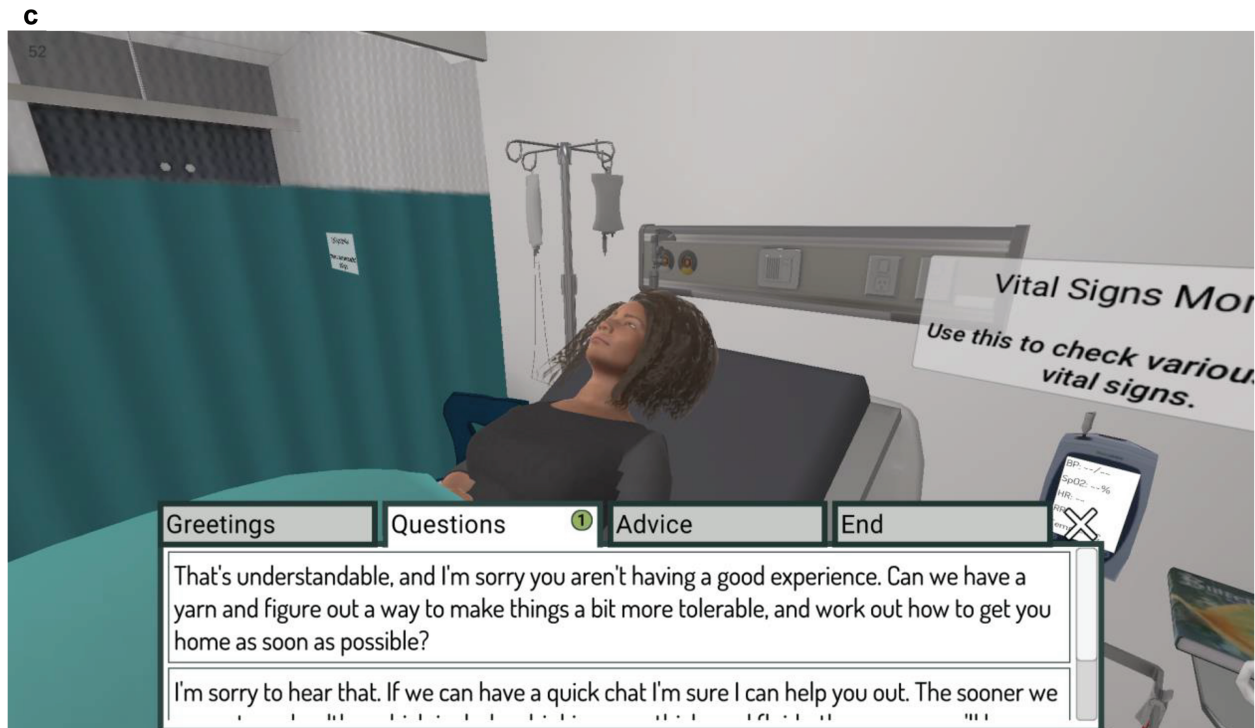 c
52
Vital Signs Mo
Use this to check variou
vital signs.
BP: --/--
SpO2: --%
HR: --
Greetings
Questions
1
Advice
End
That's understandable, and I'm sorry you aren't having a good experience. Can we have a
yarn and figure out a way to make things a bit more tolerable, and work out how to get you
home as soon as possible?
I'm sorry to hear that. If we can have a quick chat I'm sure I can help you out. The sooner we